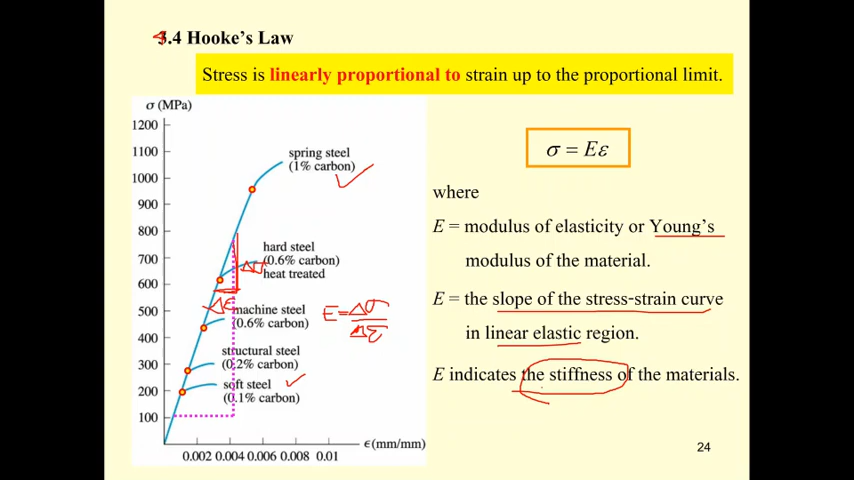 4.4 Hooke's Law
Stress is linearly proportional to strain up to the proportional limit.
σ (MPa)
1200
1100
1000
900
800
700
600
500
400
300
200
100
0.002 0.004 0.006 0.008 0.01
ϵ (mm/mm)
spring steel
(1% carbon)
hard steel
(0.6% carbon)
heat treated
machine steel
(0.6% carbon)
structural steel
(0.2% carbon)
soft steel
(0.1% carbon)
Δσ
Δε
E = Δσ
Δε
σ = Eε
where
E = modulus of elasticity or Young's
modulus of the material.
E = the slope of the stress-strain curve
in linear elastic region.
E indicates the stiffness of the materials.
24